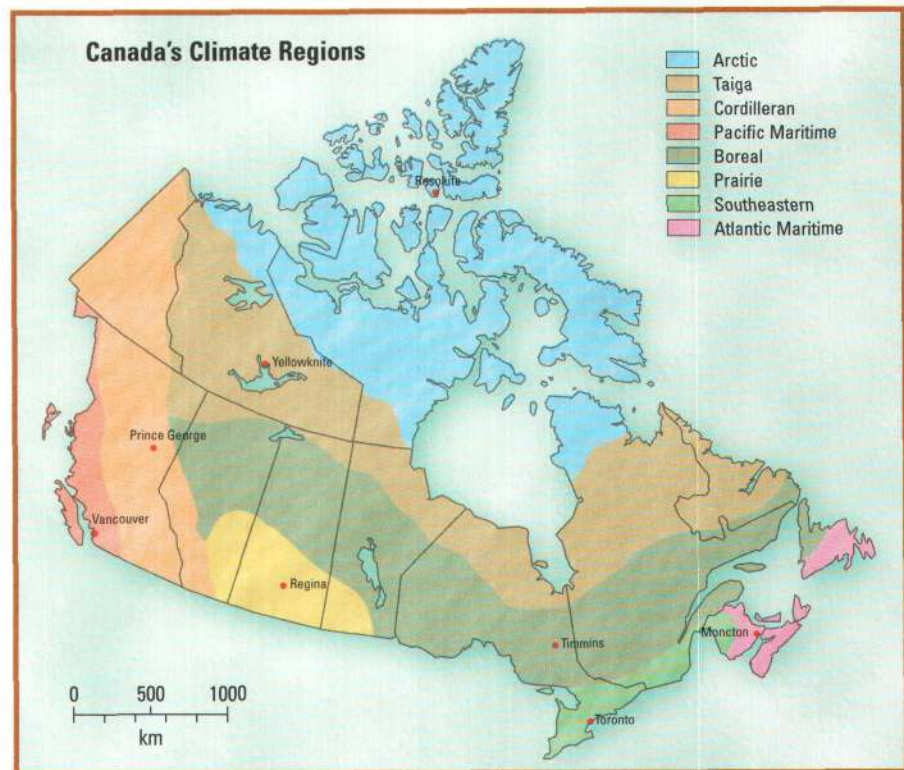 Canada's Climate Regions
Arctic
Taiga
Cordilleran
Pacific Maritime
Boreal
Prairie
Southeastern
Atlantic Maritime
Resolute
Yellowknife
Prince George
Vancouver
Regina
Timmins
Moncton
Toronto
0 500 1000
km